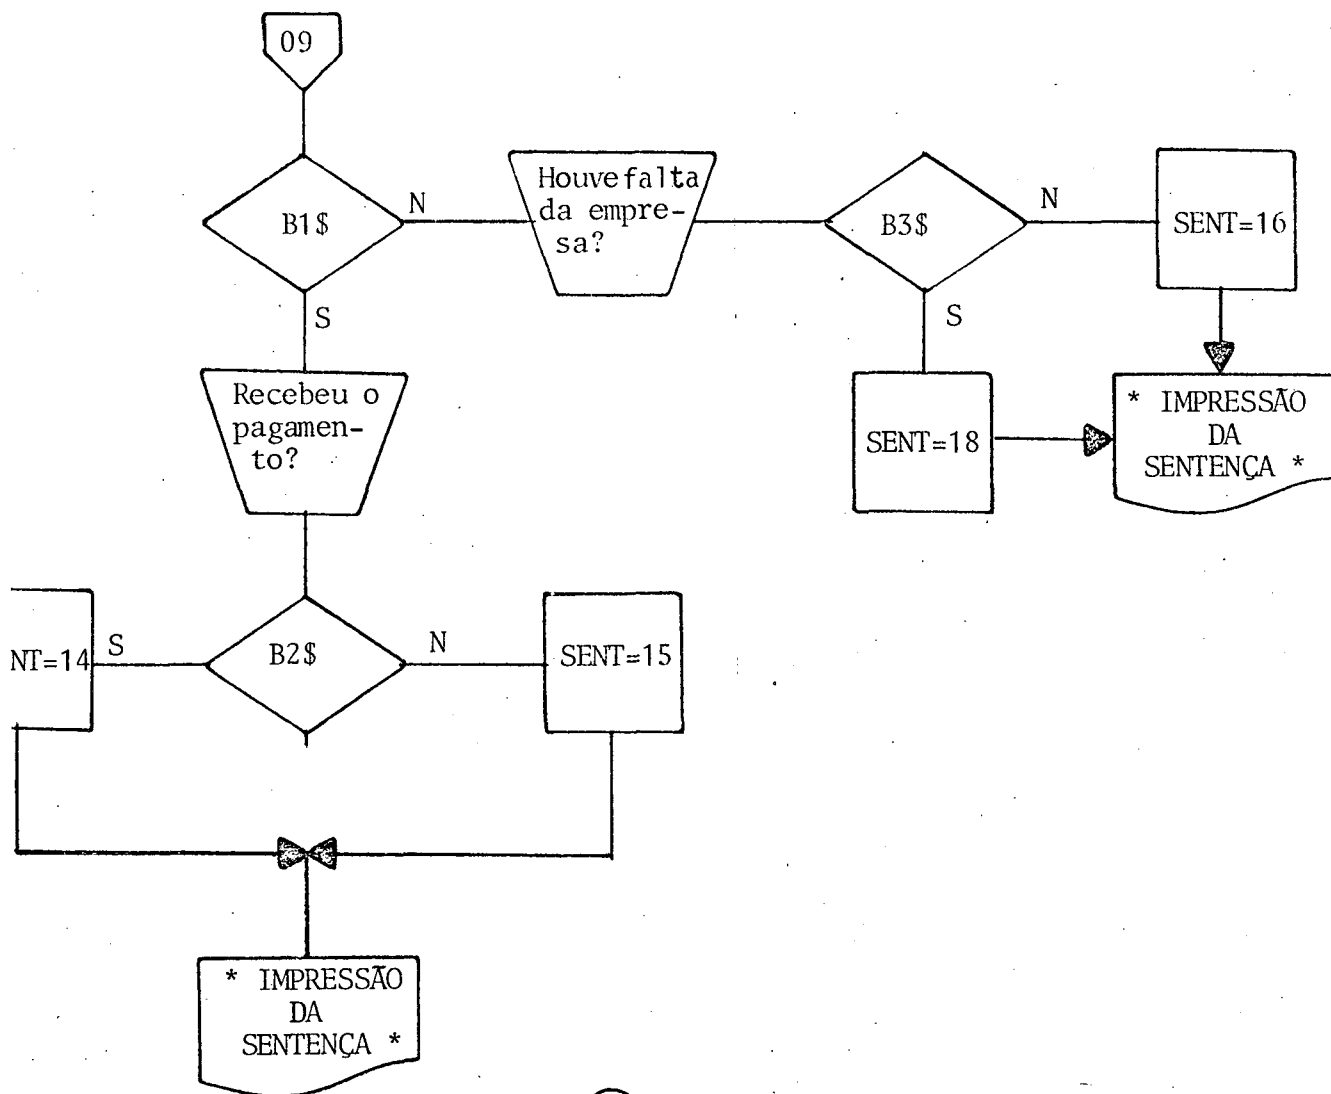 09
B1$
N
Houve falta
da empre-
sa?
B3$
N
SENT=16
S
S
Recebeu o
pagamen-
to?
SENT=18
* IMPRESSÃO
DA
SENTENÇA *
NT=14
S
B2$
N
SENT=15
* IMPRESSÃO
DA
SENTENÇA *